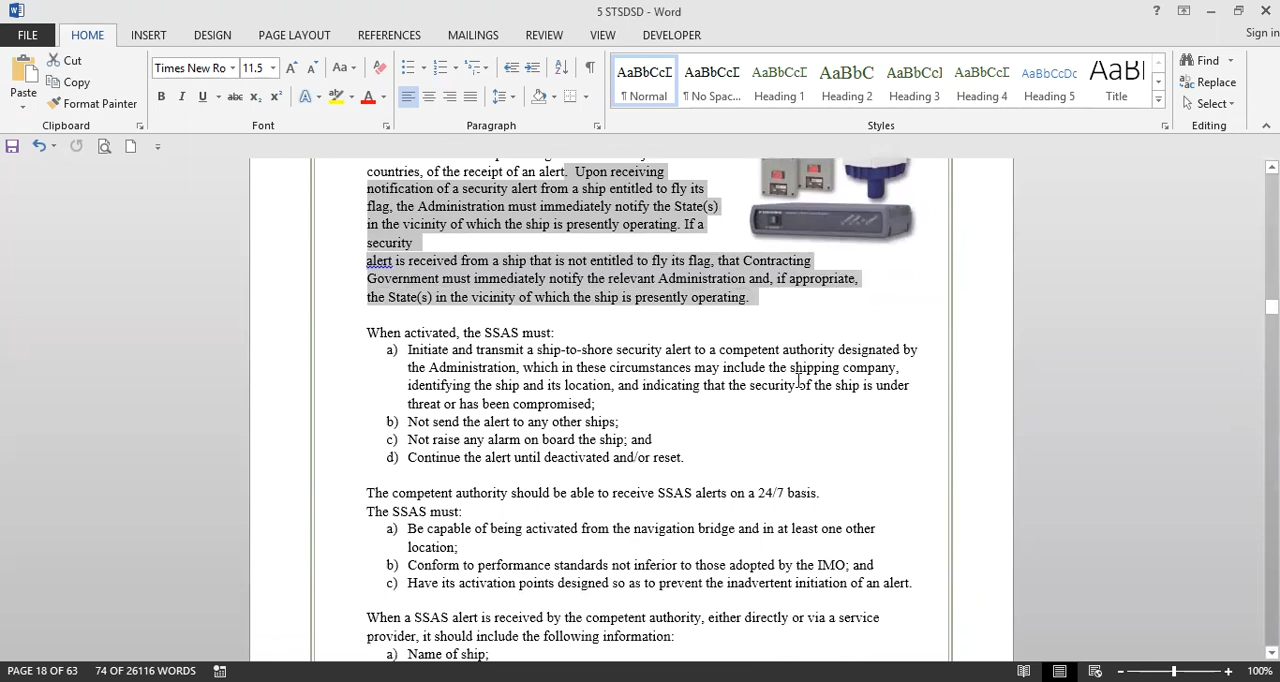 5 STSDSD - Word
?
Sign in
FILE HOME INSERT DESIGN PAGE LAYOUT REFERENCES MAILINGS REVIEW VIEW DEVELOPER
Paste
Cut
Copy
Format Painter
Clipboard
Times New Ro 11.5
Font
Paragraph
AaBbCcD AaBbCcD AaBbCcD AaBbC AaBbCcI AaBbCcD AaBbCcDc AaBI
¶ Normal ¶ No Spac... Heading 1 Heading 2 Heading 3 Heading 4 Heading 5 Title
Styles
Find
Replace
Select
Editing
countries, of the receipt of an alert. Upon receiving
notification of a security alert from a ship entitled to fly its
flag, the Administration must immediately notify the State(s)
in the vicinity of which the ship is presently operating. If a
security
alert is received from a ship that is not entitled to fly its flag, that Contracting
Government must immediately notify the relevant Administration and, if appropriate,
the State(s) in the vicinity of which the ship is presently operating.
When activated, the SSAS must:
a) Initiate and transmit a ship-to-shore security alert to a competent authority designated by
the Administration, which in these circumstances may include the shipping company,
identifying the ship and its location, and indicating that the security of the ship is under
threat or has been compromised;
b) Not send the alert to any other ships;
c) Not raise any alarm on board the ship; and
d) Continue the alert until deactivated and/or reset.
The competent authority should be able to receive SSAS alerts on a 24/7 basis.
The SSAS must:
a) Be capable of being activated from the navigation bridge and in at least one other
location;
b) Conform to performance standards not inferior to those adopted by the IMO; and
c) Have its activation points designed so as to prevent the inadvertent initiation of an alert.
When a SSAS alert is received by the competent authority, either directly or via a service
provider, it should include the following information:
a) Name of ship;
PAGE 18 OF 63 74 OF 26116 WORDS 100%